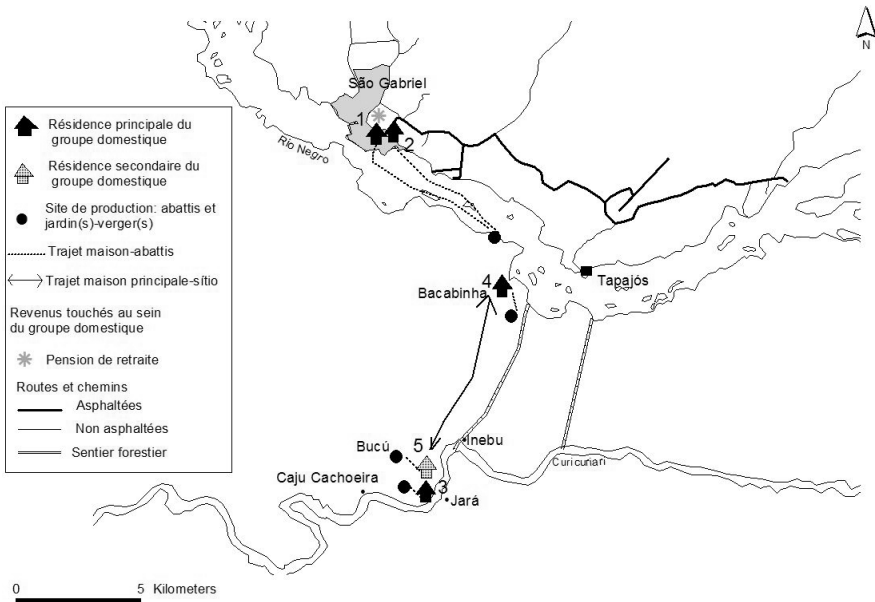 N
São Gabriel
1
2
Rio Negro
Résidence principale du
groupe domestique
Résidence secondaire du
groupe domestique
Site de production: abattis et
jardin(s)-verger(s)
Trajet maison-abattis
Trajet maison principale-sítio
Revenus touchés au sein
du groupe domestique
Pension de retraite
Routes et chemins
Asphaltées
Non asphaltées
Sentier forestier
4
Bacabinha
Tapajós
5
Bucú
Inebu
Caju Cachoeira
3
Jará
Curicuriari
0 5 Kilometers